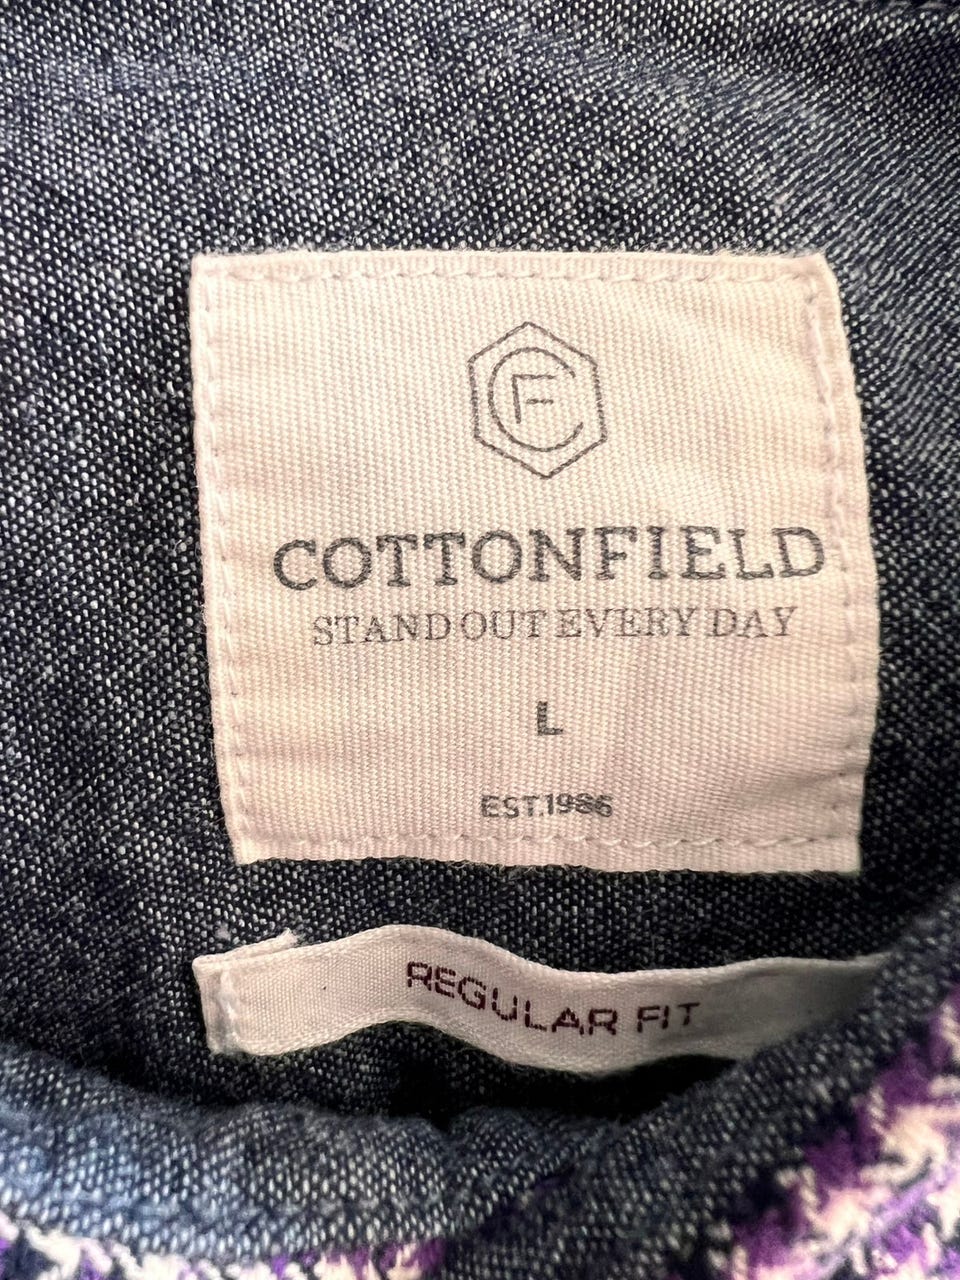 CF
COTTONFIELD
STAND OUT EVERY DAY
L
EST.1986
REGULAR FIT